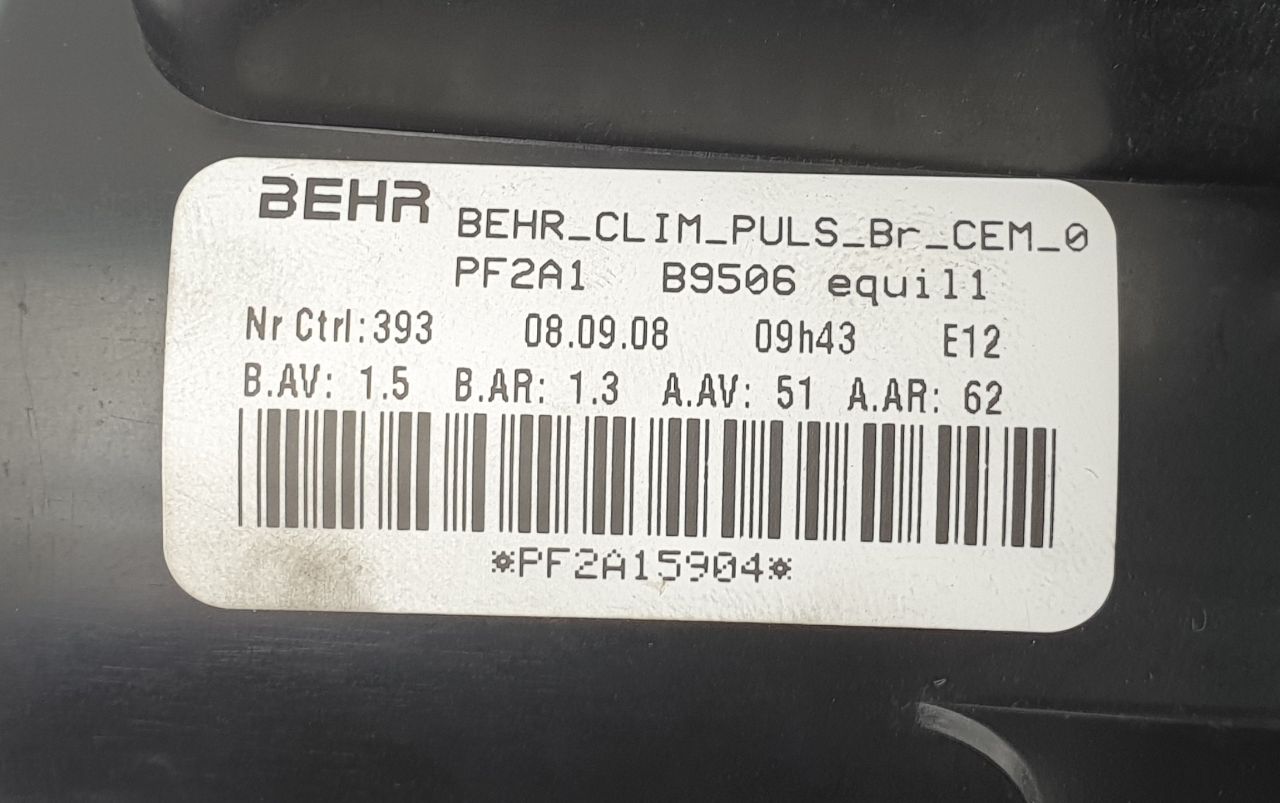 BEHR
BEHR_CLIM_PULS_Br_CEM_0
PF2A1 B9506 equil1
Nr Ctrl:393 08.09.08 09h43 E12
B.AV: 1.5 B.AR: 1.3 A.AV: 51 A.AR: 62
*PF2A15904*